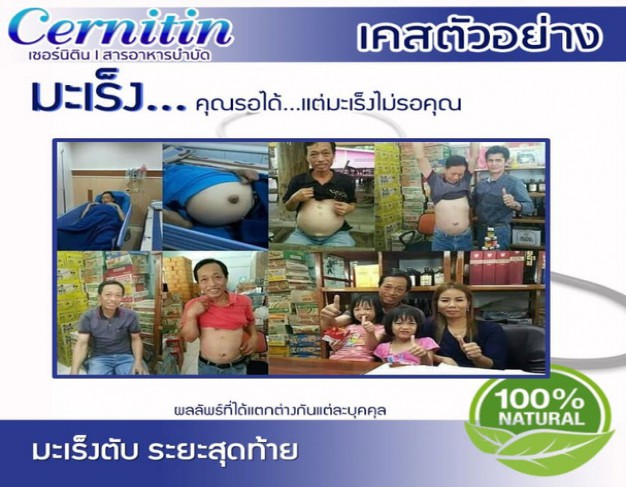 Cernitin
เซอร์นิติน | สารอาหารบำบัด
เคสตัวอย่าง
มะเร็ง... คุณรอได้...แต่มะเร็งไม่รอคุณ
ผลลัพธ์ที่ได้แตกต่างกันแต่ละบุคคล
100%
NATURAL
มะเร็งตับ ระยะสุดท้าย